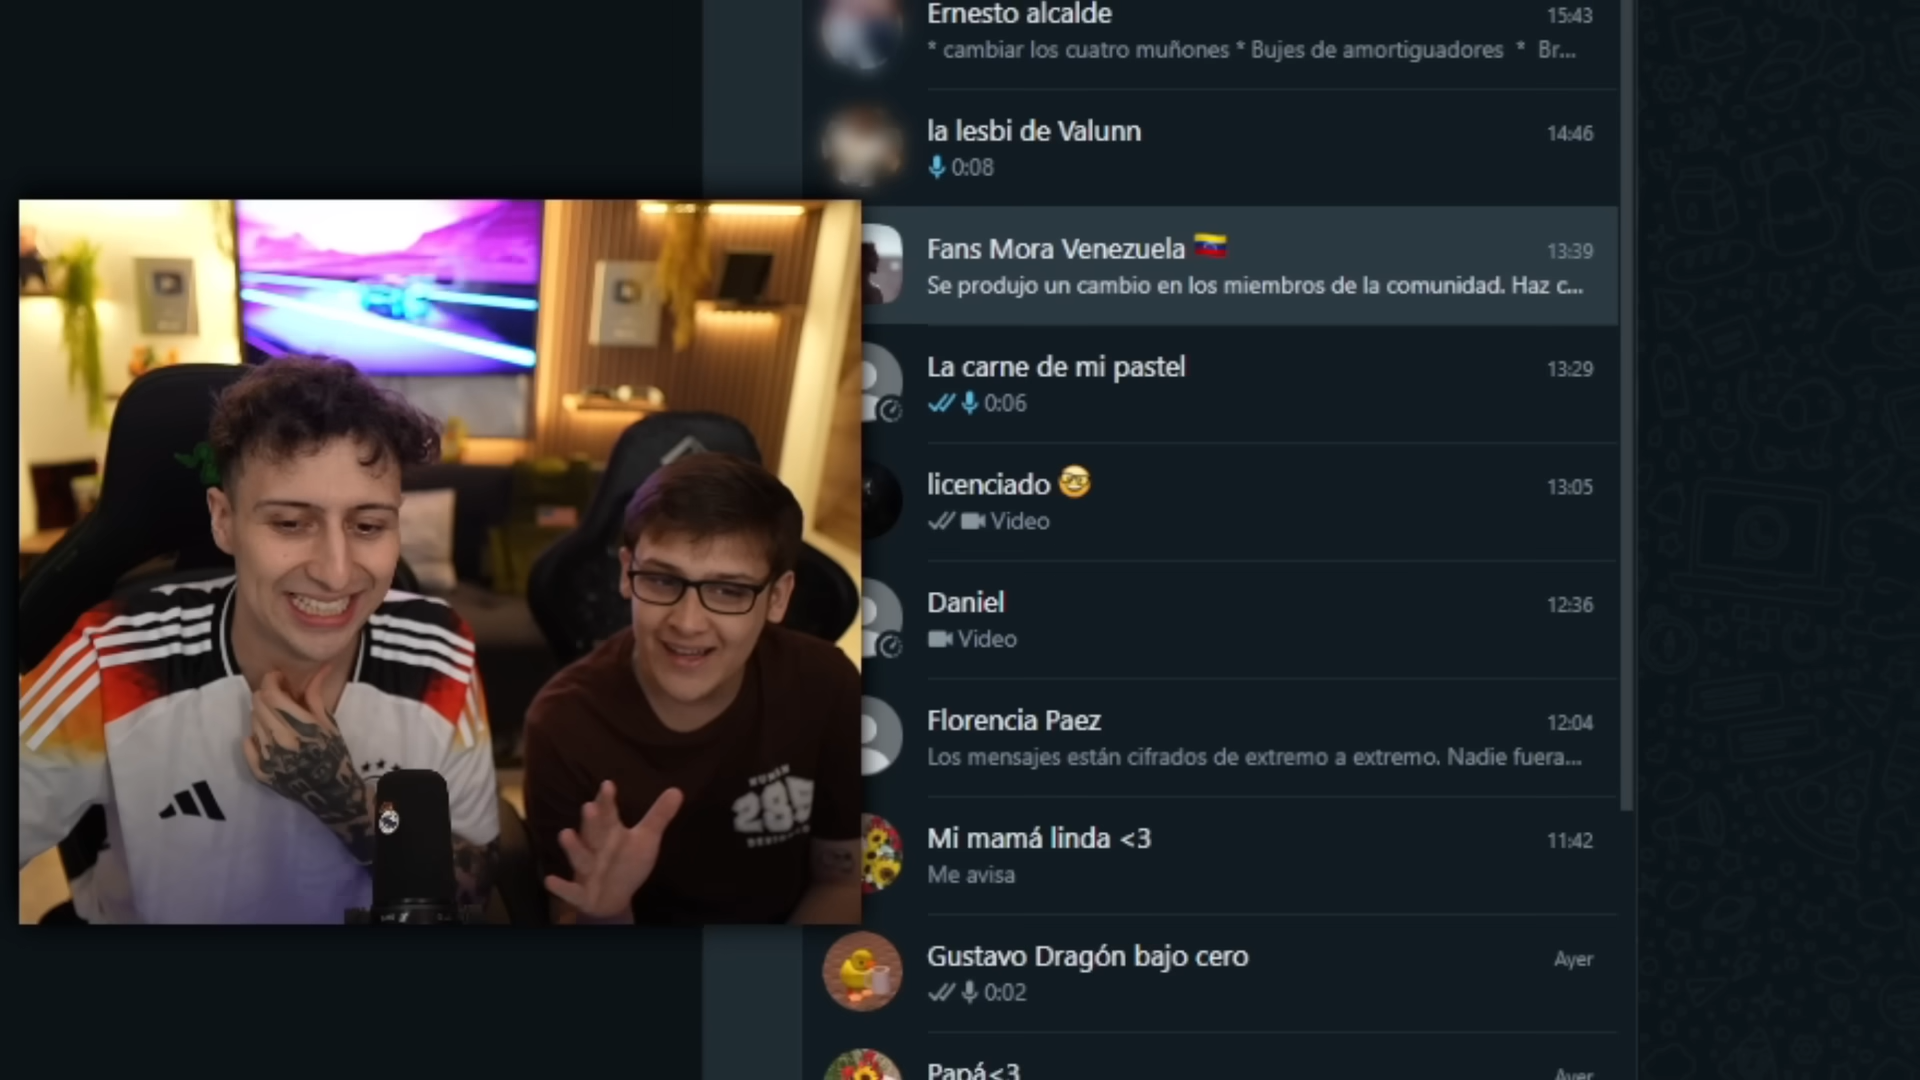 Ernesto alcalde
15:43
* cambiar los cuatro muñones * Bujes de amortiguadores * Br...
la lesbi de Valunn
14:46
0:08
Fans Mora Venezuela 🇻🇪
13:39
Se produjo un cambio en los miembros de la comunidad. Haz c...
La carne de mi pastel
13:29
0:06
licenciado 🤓
13:05
Video
Daniel
12:36
Video
Florencia Paez
12:04
Los mensajes están cifrados de extremo a extremo. Nadie fuera...
Mi mamá linda <3
11:42
Me avisa
Gustavo Dragón bajo cero
Ayer
0:02
Papá<3
Ayer
285